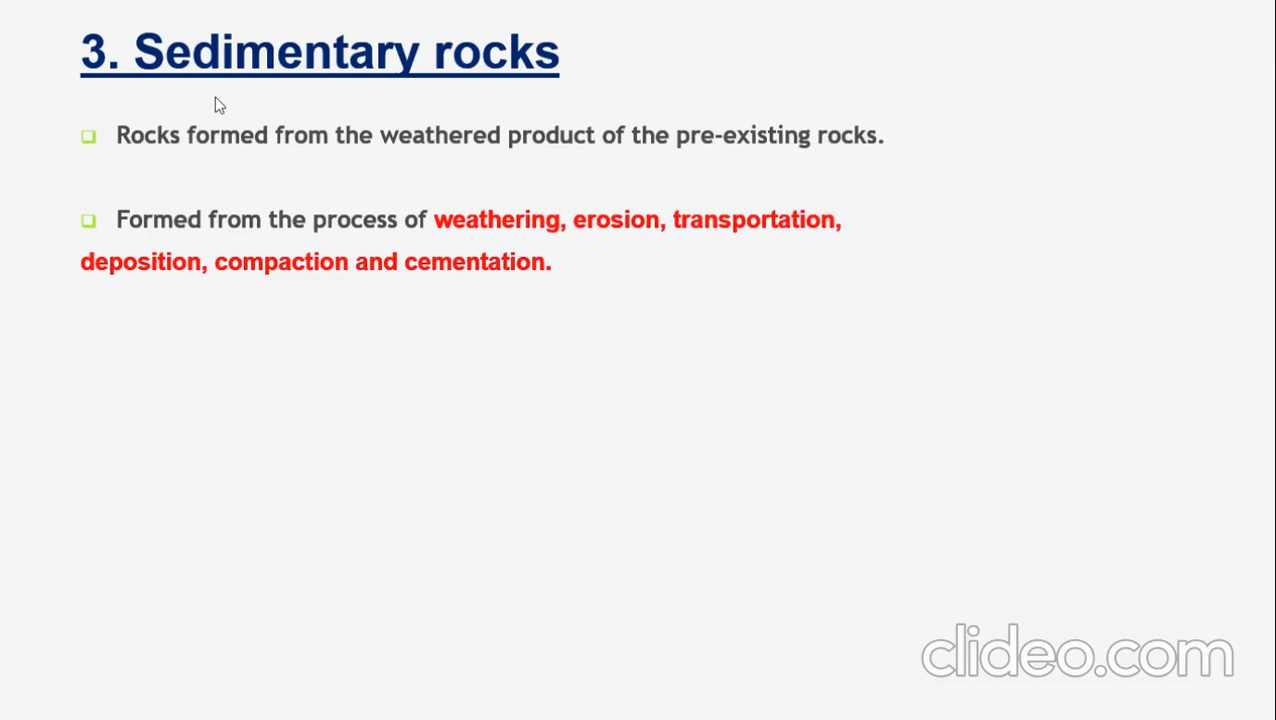 3. Sedimentary rocks
Rocks formed from the weathered product of the pre-existing rocks.
Formed from the process of weathering, erosion, transportation,
deposition, compaction and cementation.
clideo.com